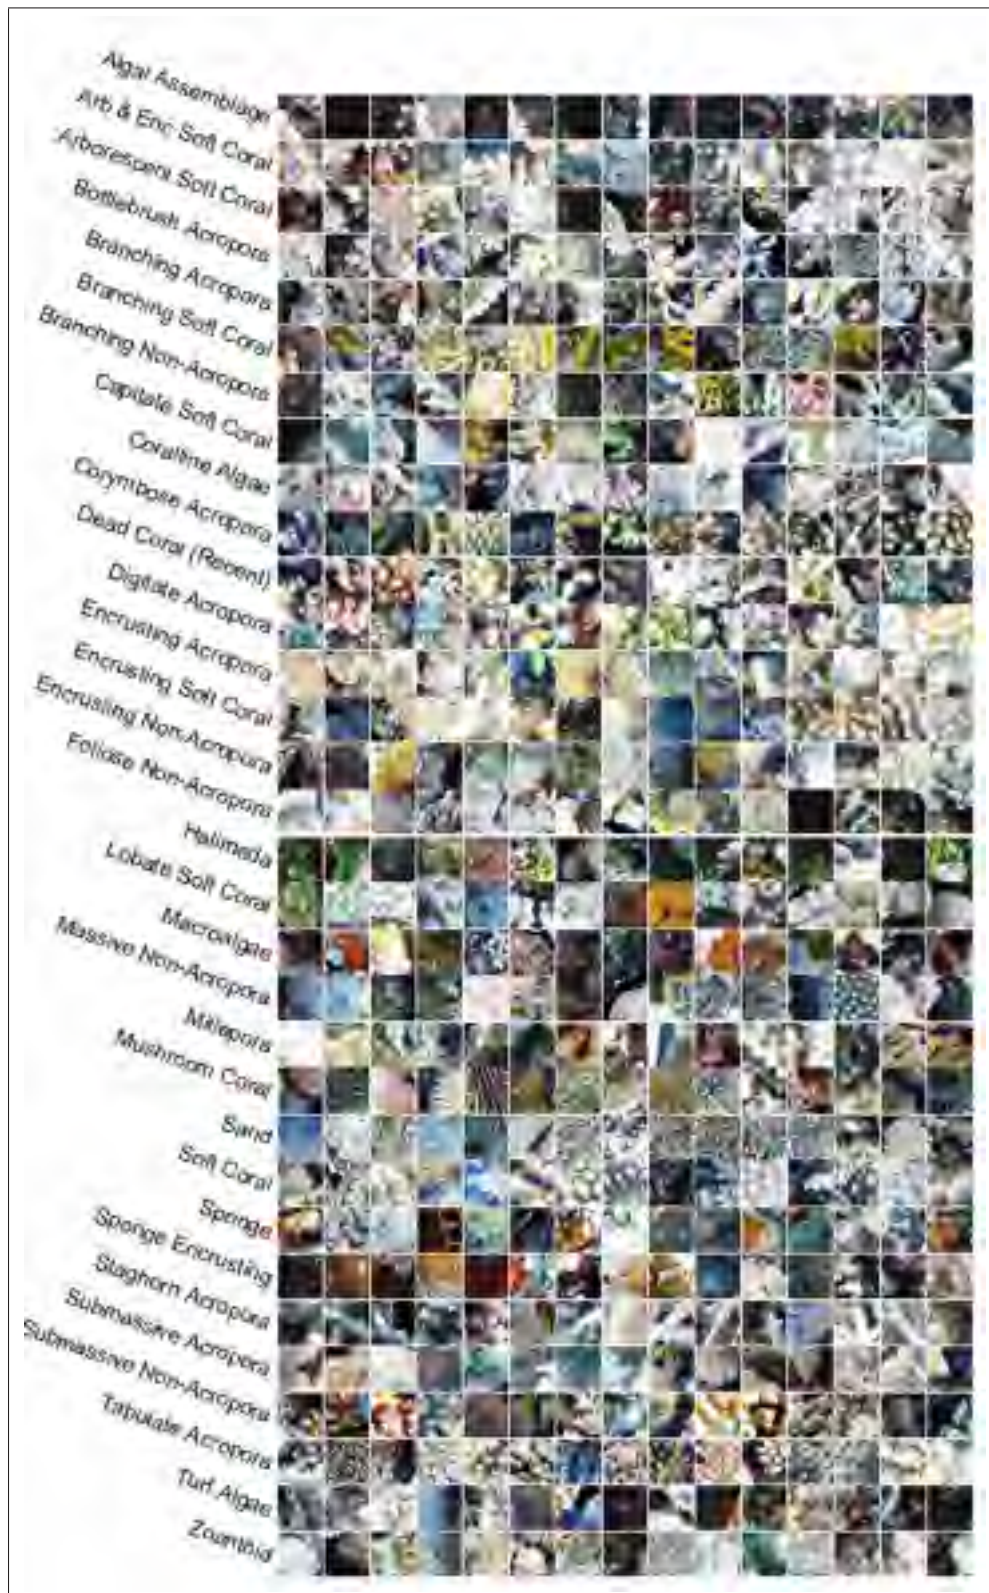 Algal Assemblage
Arb & Enc Soft Coral
Arborescent Soft Coral
Bottlebrush Acropora
Branching Acropora
Branching Soft Coral
Branching Non-Acropora
Capitate Soft Coral
Coralline Algae
Corymbose Acropora
Dead Coral (Recent)
Digitate Acropora
Encrusting Acropora
Encrusting Soft Coral
Encrusting Non-Acropora
Foliose Non-Acropora
Halimeda
Lobate Soft Coral
Macroalgae
Massive Non-Acropora
Millepora
Mushroom Coral
Sand
Soft Coral
Sponge
Sponge Encrusting
Staghorn Acropora
Submassive Acropora
Submassive Non-Acropora
Tabulate Acropora
Turf Algae
Zoanthid